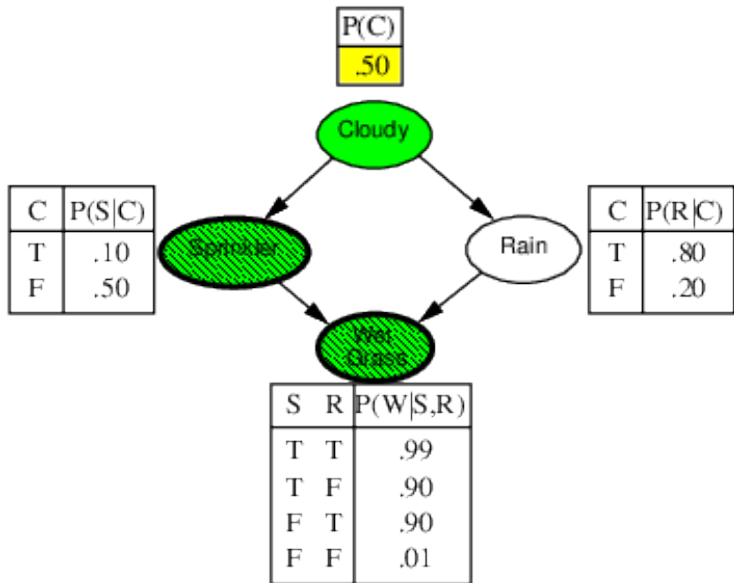 P(C)
.50
Cloudy
C P(S|C)
T .10
F .50
Sprinkler
Rain
C P(R|C)
T .80
F .20
Wet
Grass
S R P(W|S,R)
T T .99
T F .90
F T .90
F F .01